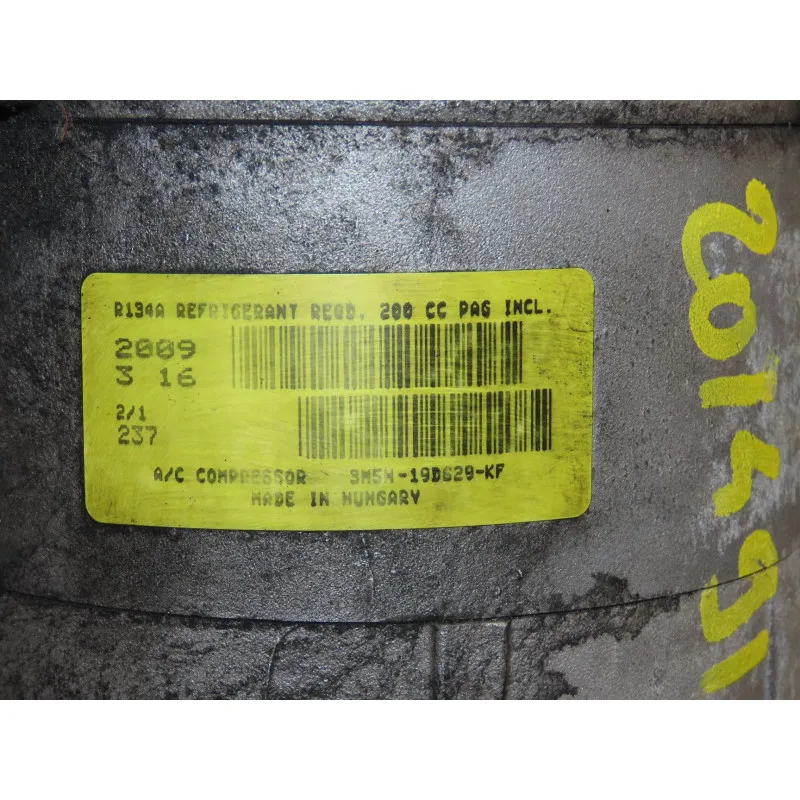 R134A REFRIGERANT REQD. 200 CC PAG INCL.
2009
3 16
2/1
237
A/C COMPRESSOR 3M5H-19D629-KF
MADE IN HUNGARY
201491